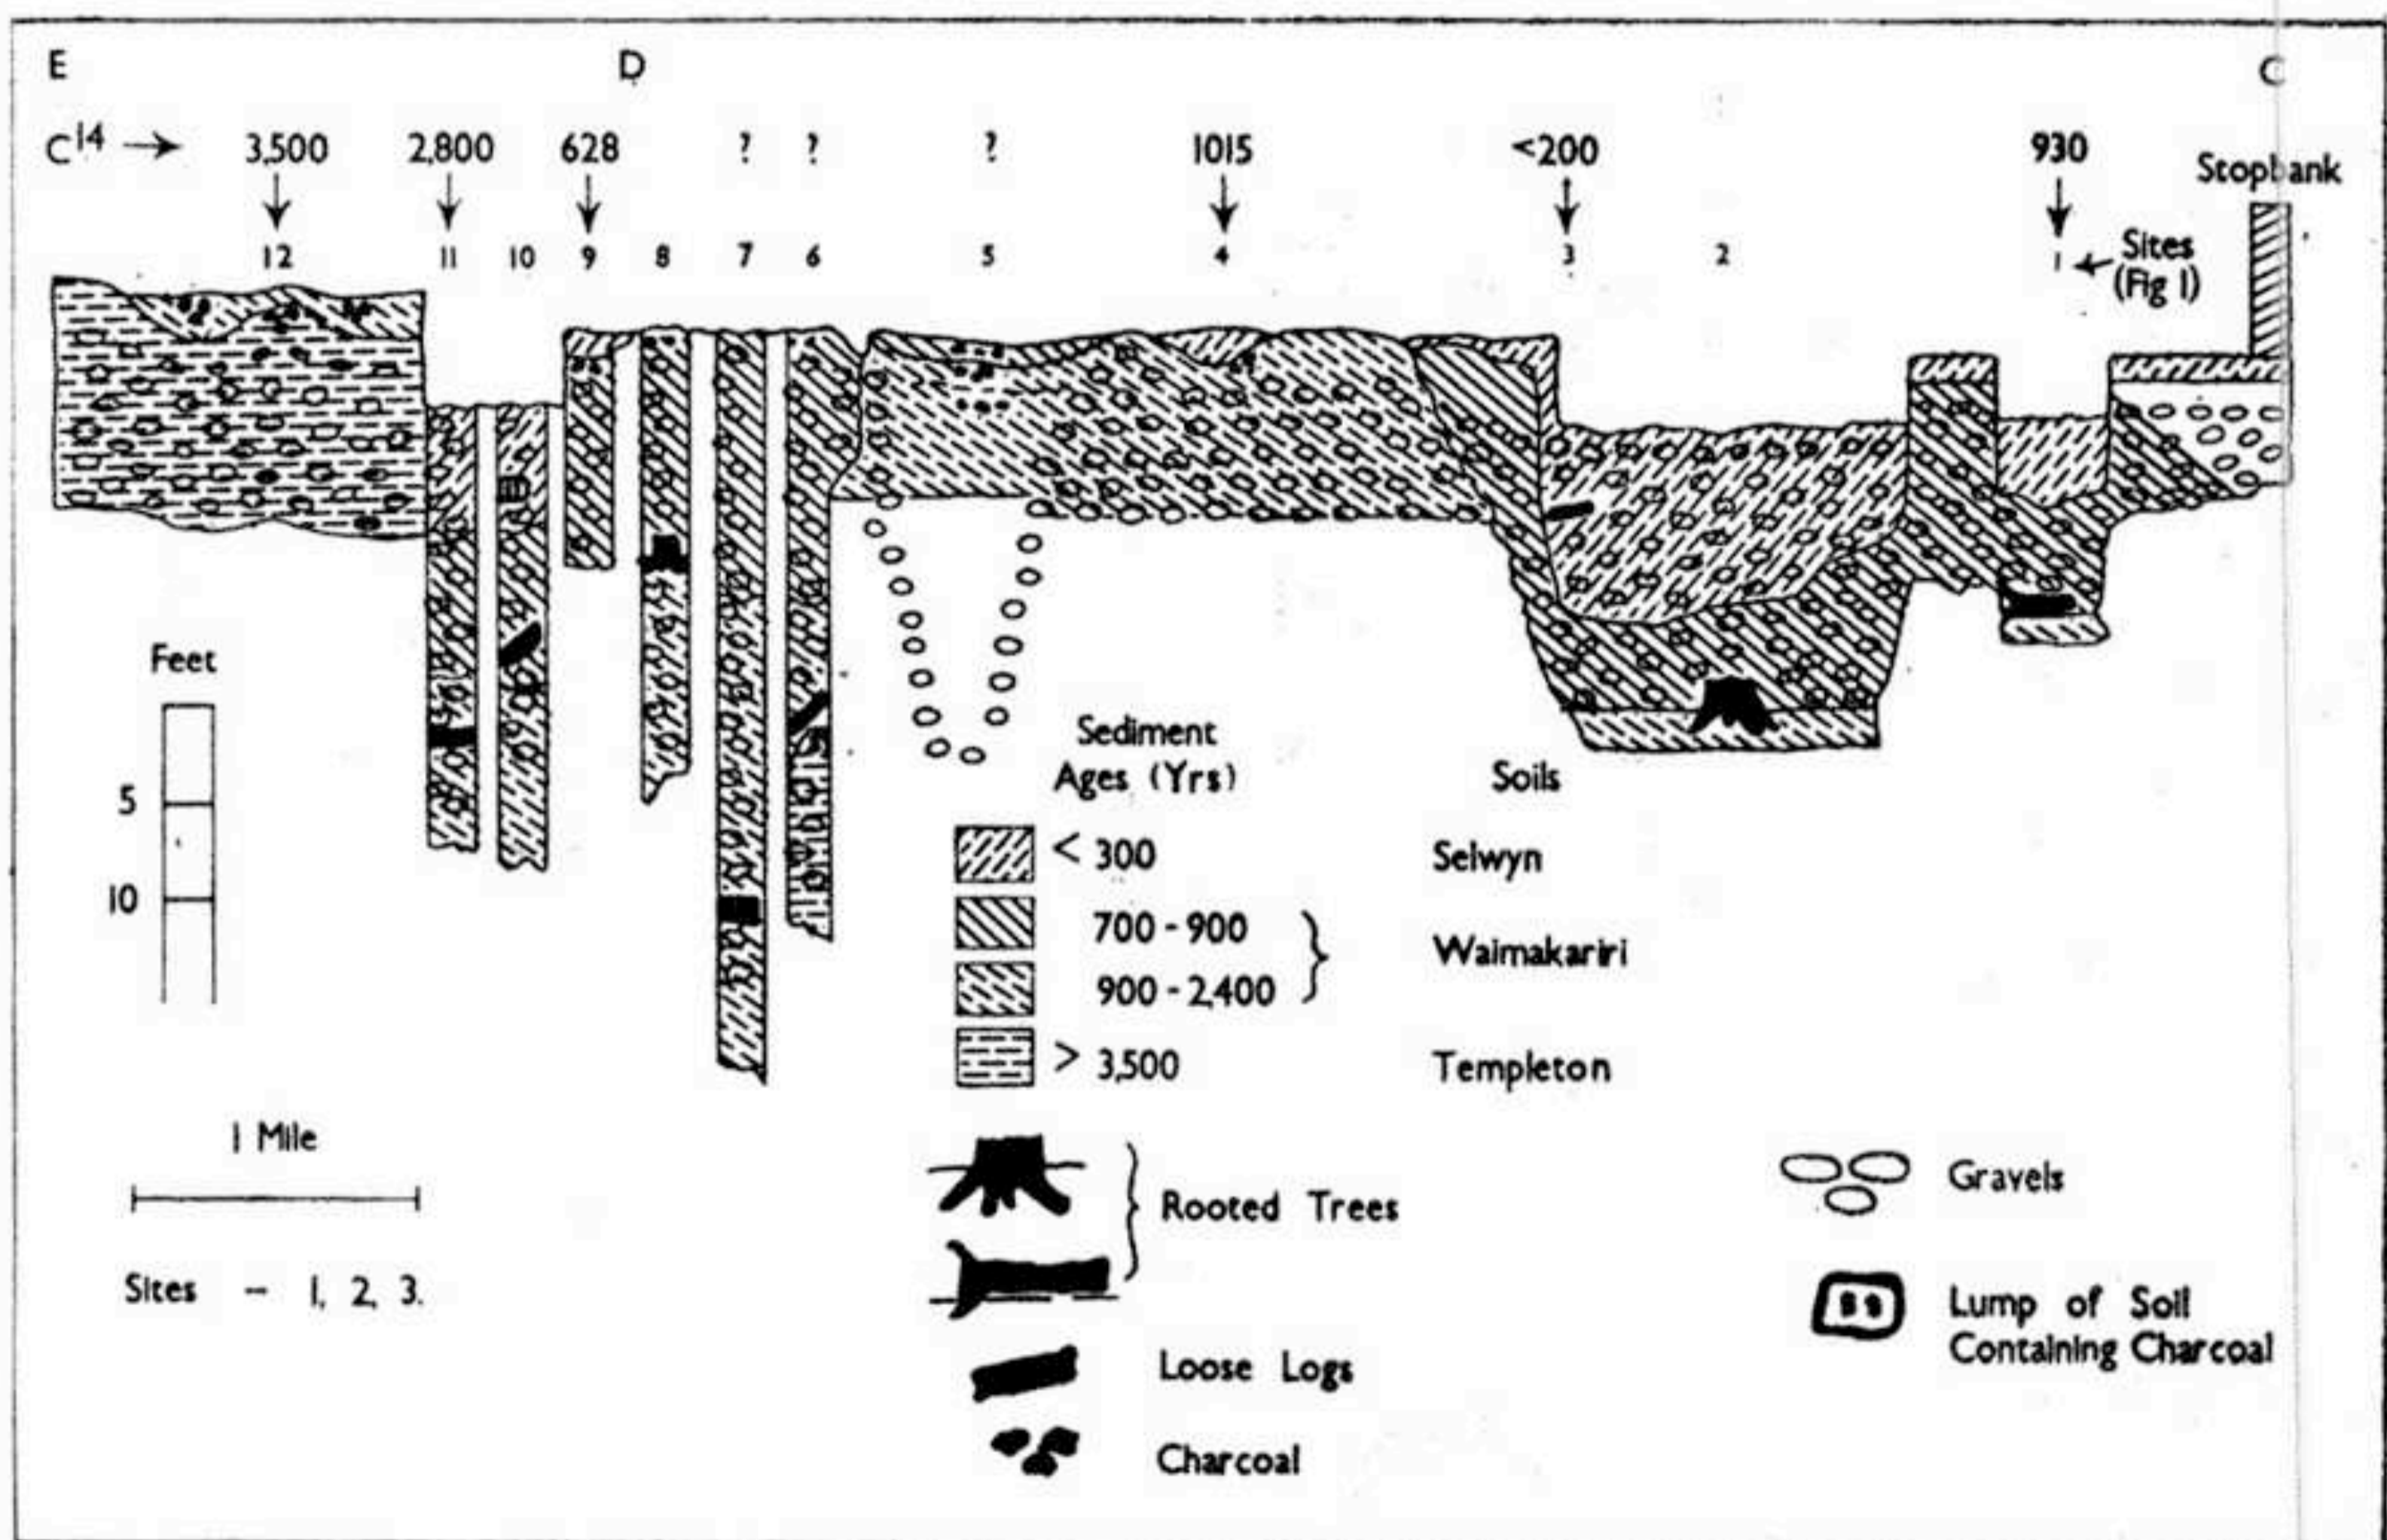 E D C
C14 → 3,500 2,800 628 ? ? ? 1015 <200 930
Stopbank
12 11 10 9 8 7 6 5 4 3 2 1
Sites
(Fig 1)
Feet
5
10
1 Mile
Sites - 1, 2, 3.
Sediment
Ages (Yrs)
Soils
< 300 Selwyn
700 - 900
Waimakariri
900 - 2,400
> 3,500 Templeton
Rooted Trees
Loose Logs
Charcoal
Gravels
Lump of Soil
Containing Charcoal